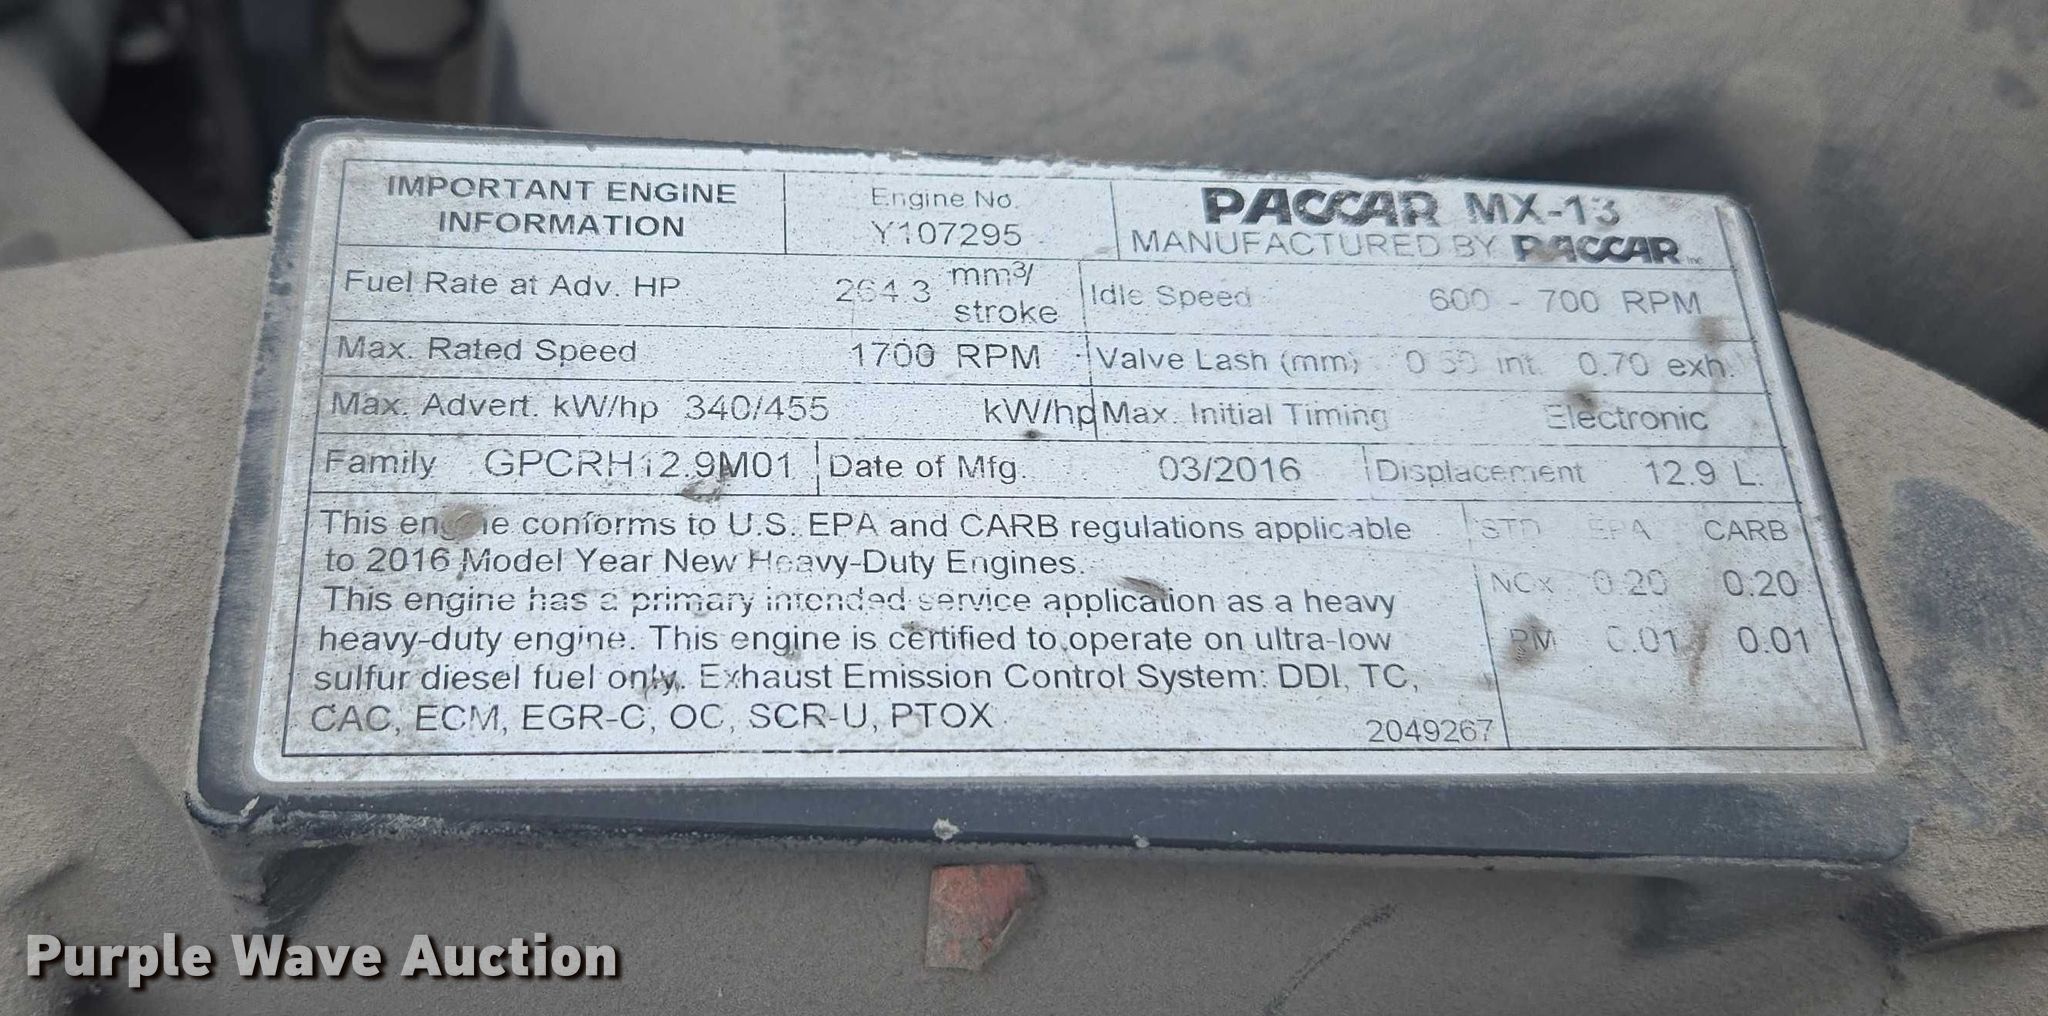 IMPORTANT ENGINE
INFORMATION
Engine No.
Y107295
PACCAR MX-13
MANUFACTURED BY PACCAR Inc
Fuel Rate at Adv. HP 264.3 mm³/
stroke
Idle Speed 600 - 700 RPM
Max. Rated Speed 1700 RPM
Valve Lash (mm) int. 0.70 exh.
Max. Advert. kW/hp 340/455 kW/hp
Max. Initial Timing Electronic
Family GPCRH12.9M01
Date of Mfg. 03/2016
Displacement 12.9 L.
This engine conforms to U.S. EPA and CARB regulations applicable
to 2016 Model Year New Heavy-Duty Engines.
This engine has a primary intended service application as a heavy
heavy-duty engine. This engine is certified to operate on ultra-low
sulfur diesel fuel only. Exhaust Emission Control System: DDI, TC,
CAC, ECM, EGR-C, OC, SCR-U, PTOX
2049267
STD EPA CARB
NOx 0.20 0.20
PM 0.01 0.01
Purple Wave Auction